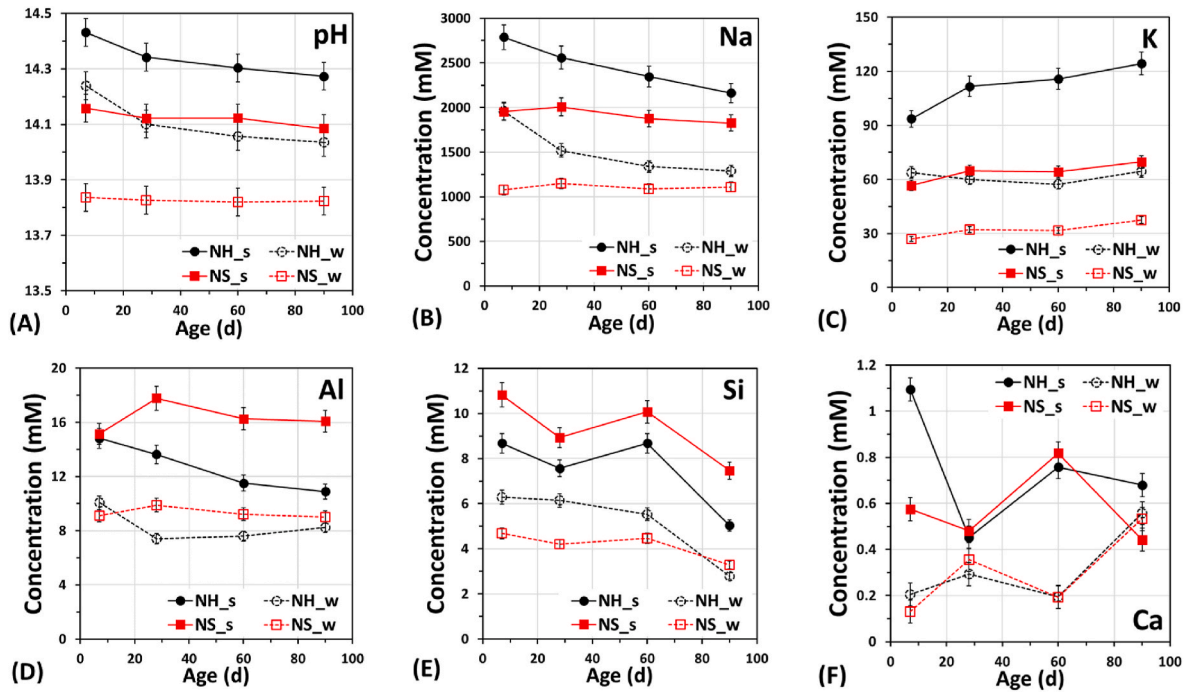 14.5
14.3
14.1
13.9
13.7
13.5
pH
NH_s NH_w
NS_s NS_w
0 20 40 60 80 100
(A) Age (d)
Concentration (mM)
3000
2500
2000
1500
1000
500
0
Na
NH_s NH_w
NS_s NS_w
0 20 40 60 80 100
(B) Age (d)
Concentration (mM)
150
120
90
60
30
0
K
NH_s NH_w
NS_s NS_w
0 20 40 60 80 100
(C) Age (d)
Concentration (mM)
20
16
12
8
4
0
Al
NH_s NH_w
NS_s NS_w
0 20 40 60 80 100
(D) Age (d)
Concentration (mM)
12
10
8
6
4
2
0
Si
NH_s NH_w
NS_s NS_w
0 20 40 60 80 100
(E) Age (d)
Concentration (mM)
1.2
1
0.8
0.6
0.4
0.2
0
NH_s NH_w
NS_s NS_w
Ca
0 20 40 60 80 100
(F) Age (d)